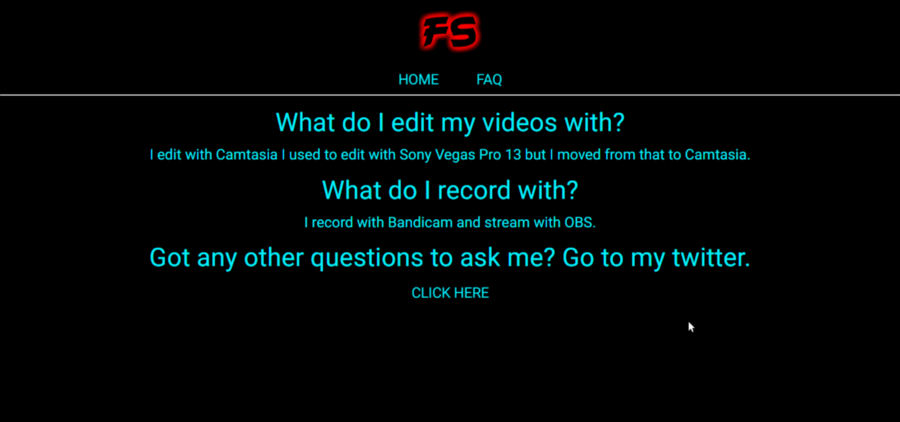 FS
HOME FAQ
What do I edit my videos with?
I edit with Camtasia I used to edit with Sony Vegas Pro 13 but I moved from that to Camtasia.
What do I record with?
I record with Bandicam and stream with OBS.
Got any other questions to ask me? Go to my twitter.
CLICK HERE